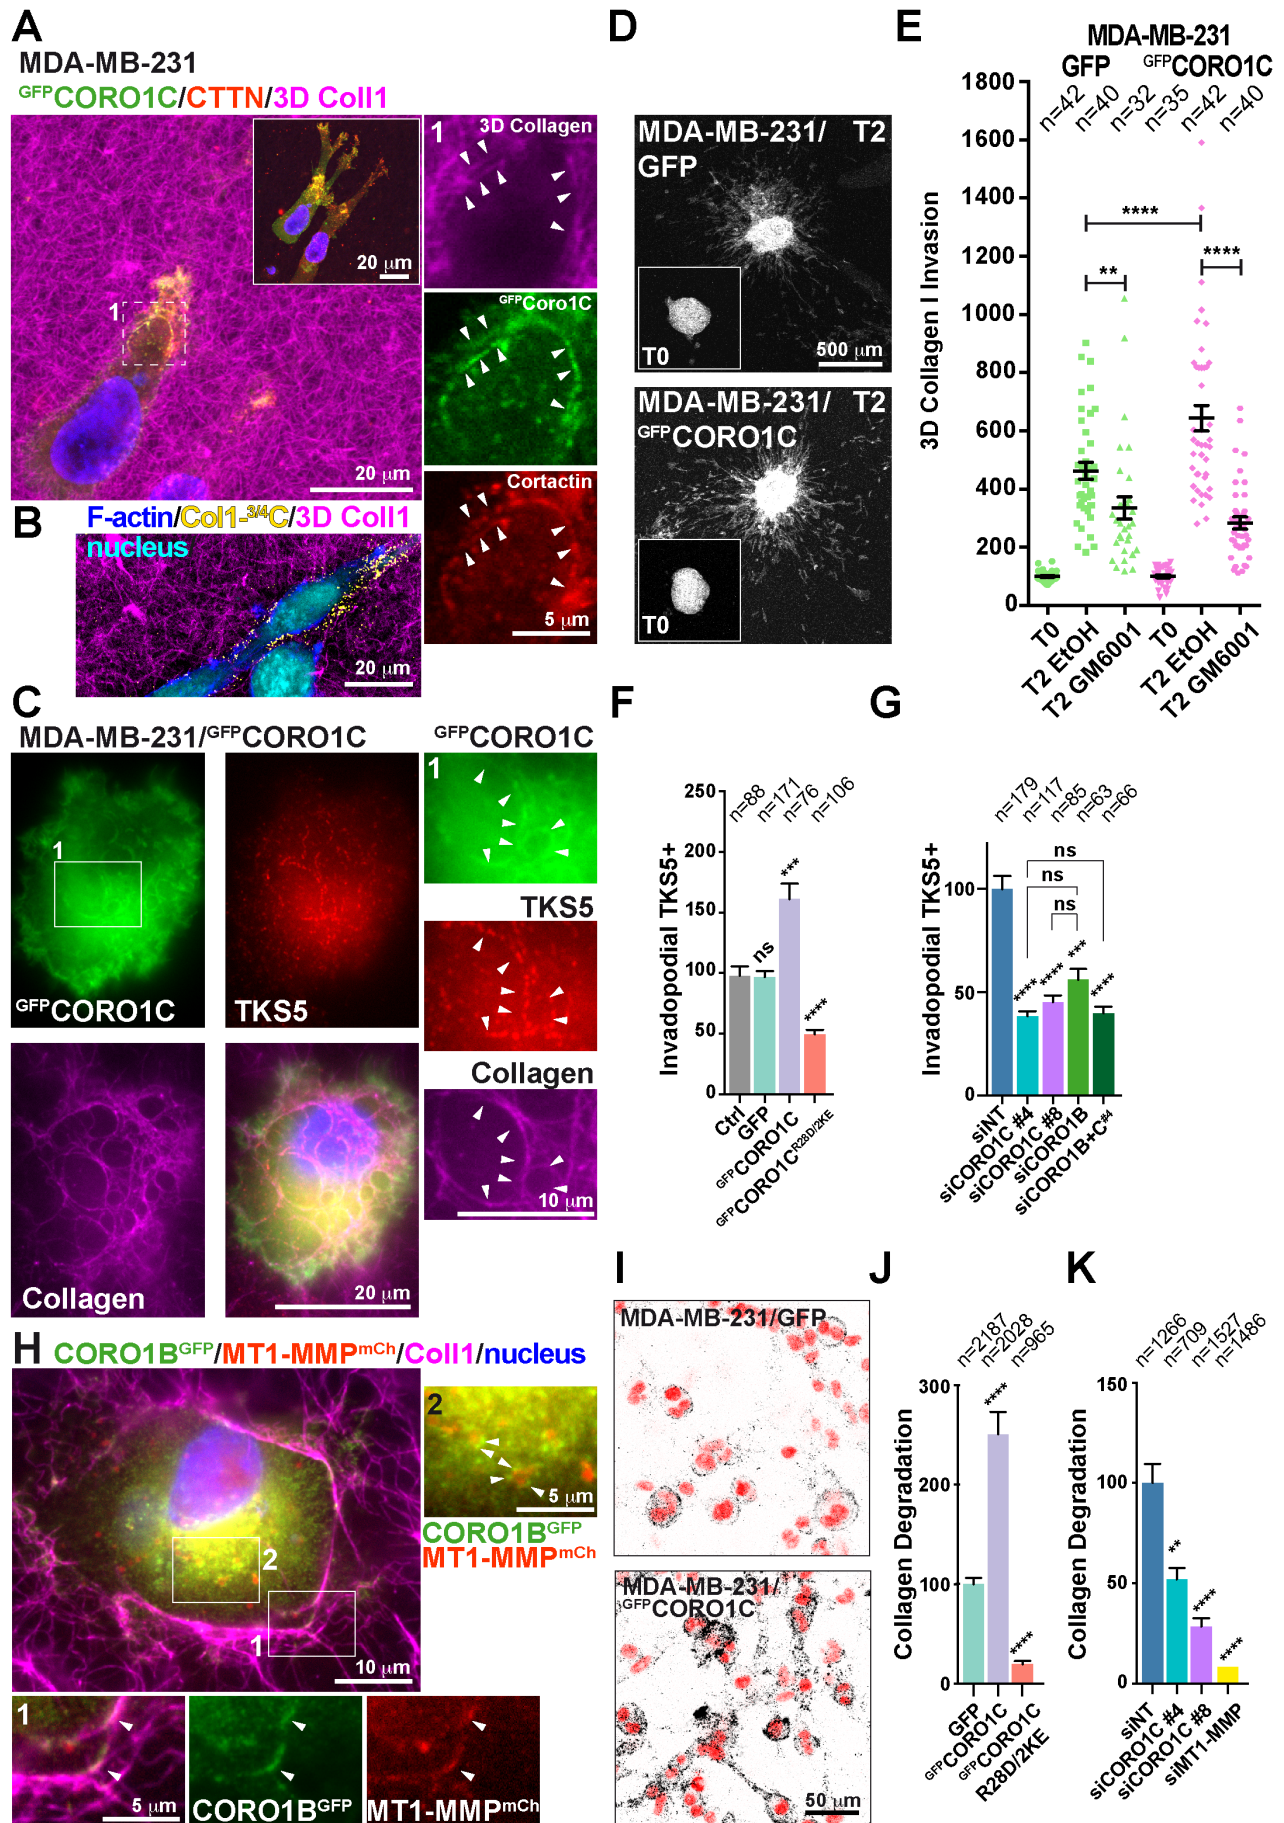 A
MDA-MB-231
GFPCORO1C/CTTN/3D Coll1
1
20 μm
20 μm
1
3D Collagen
GFPCoro1C
Cortactin
5 μm
B
F-actin/Col1-3/4C/3D Coll1
nucleus
20 μm
C
MDA-MB-231/GFPCORO1C
GFPCORO1C
1
GFPCORO1C
TKS5
1
TKS5
Collagen
10 μm
Collagen
20 μm
D
MDA-MB-231/ T2
GFP
T0
500 μm
MDA-MB-231/ T2
GFPCORO1C
T0
E
MDA-MB-231
GFP GFPCORO1C
n=42
n=40
n=32
n=35
n=42
n=40
3D Collagen I Invasion
1800
1600
1400
1200
1000
800
600
400
200
0
****
**
****
T0
T2 EtOH
T2 GM6001
T0
T2 EtOH
T2 GM6001
F
n=88
n=171
n=76
n=106
Invadopodial TKS5+
250
200
150
100
50
0
ns
***
****
Ctrl
GFP
GFPCORO1C
GFPCORO1CR28D/2KE
G
n=179
n=117
n=85
n=63
n=66
Invadopodial TKS5+
100
50
0
ns
ns
ns
****
****
***
****
siNT
siCORO1C #4
siCORO1C #8
siCORO1B
siCORO1B+C#4
H
CORO1BGFP/MT1-MMPmCh/Coll1/nucleus
2
1
10 μm
2
5 μm
CORO1BGFP
MT1-MMPmCh
1
5 μm
CORO1BGFP
MT1-MMPmCh
I
MDA-MB-231/GFP
MDA-MB-231/
GFPCORO1C
50 μm
J
n=2187
n=2028
n=965
Collagen Degradation
300
200
100
0
****
****
GFP
GFPCORO1C
GFPCORO1C
R28D/2KE
K
n=1266
n=709
n=1527
n=1486
Collagen Degradation
150
100
50
0
**
****
****
siNT
siCORO1C #4
siCORO1C #8
siMT1-MMP